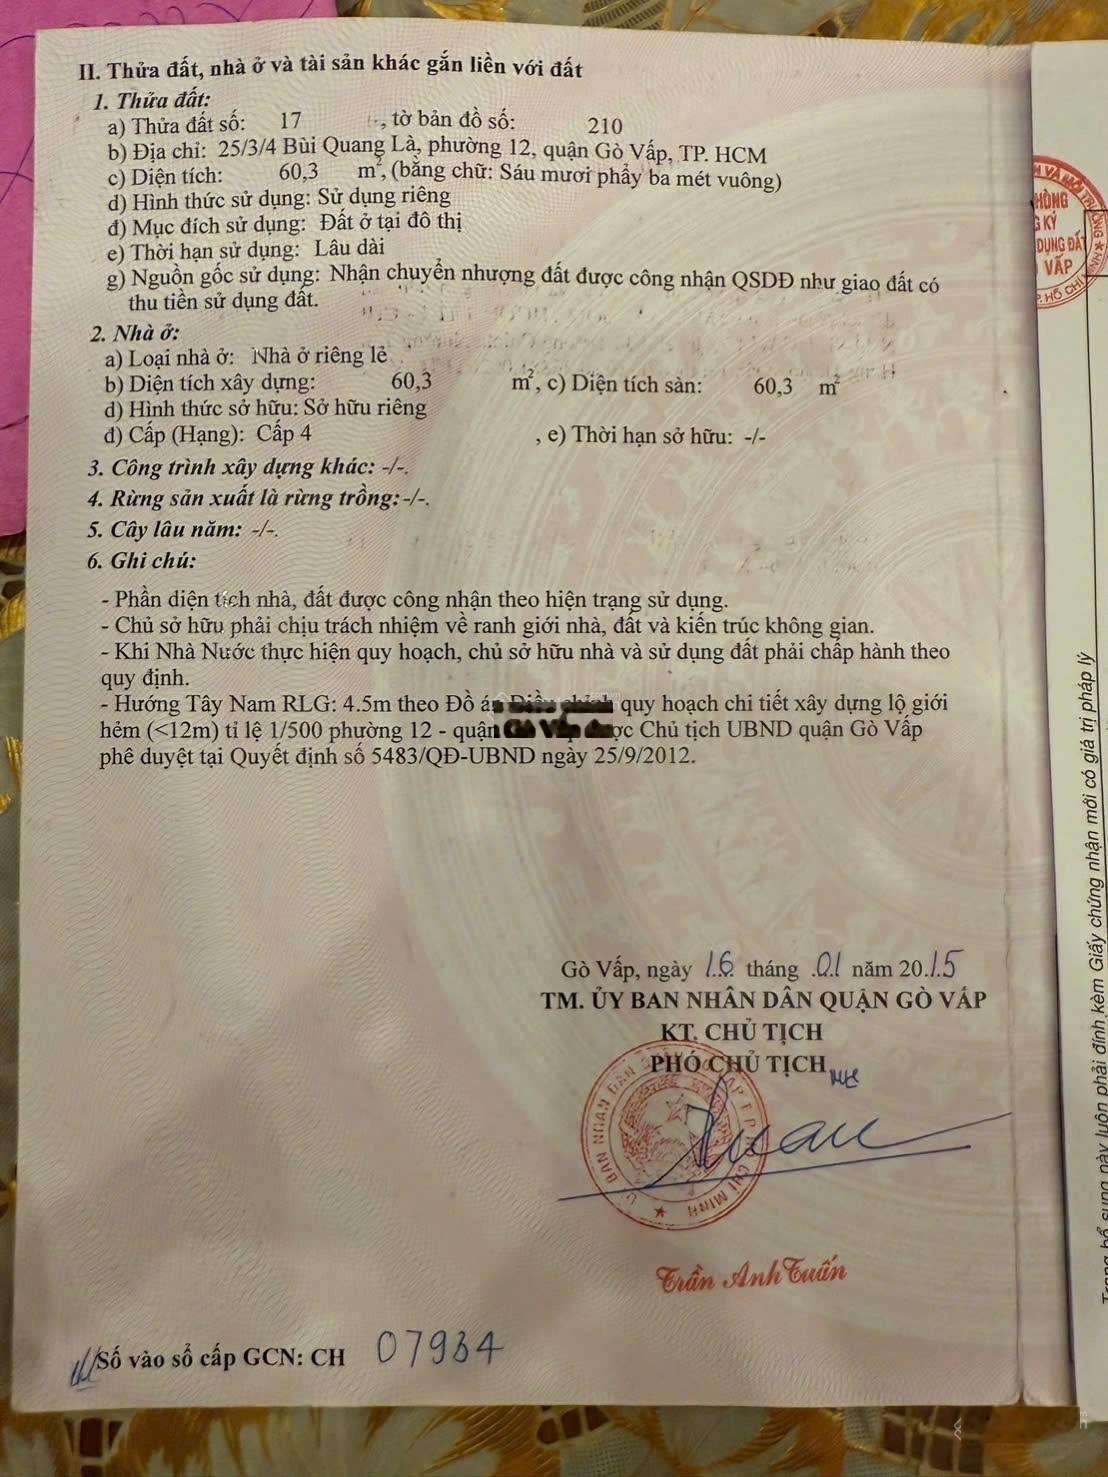 II. Thửa đất, nhà ở và tài sản khác gắn liền với đất
1. Thửa đất:
a) Thửa đất số: 17 , tờ bản đồ số: 210
b) Địa chỉ: 25/3/4 Bùi Quang Là, phường 12, quận Gò Vấp, TP. HCM
c) Diện tích: 60,3 m², (bằng chữ: Sáu mươi phẩy ba mét vuông)
d) Hình thức sử dụng: Sử dụng riêng
đ) Mục đích sử dụng: Đất ở tại đô thị
e) Thời hạn sử dụng: Lâu dài
g) Nguồn gốc sử dụng: Nhận chuyển nhượng đất được công nhận QSDĐ như giao đất có
thu tiền sử dụng đất.
2. Nhà ở:
a) Loại nhà ở: Nhà ở riêng lẻ
b) Diện tích xây dựng: 60,3 m², c) Diện tích sàn: 60,3 m²
d) Hình thức sở hữu: Sở hữu riêng
đ) Cấp (Hạng): Cấp 4 , e) Thời hạn sở hữu: -/-
3. Công trình xây dựng khác: -/-.
4. Rừng sản xuất là rừng trồng: -/-.
5. Cây lâu năm: -/-.
6. Ghi chú:
- Phần diện tích nhà, đất được công nhận theo hiện trạng sử dụng.
- Chủ sở hữu phải chịu trách nhiệm về ranh giới nhà, đất và kiến trúc không gian.
- Khi Nhà Nước thực hiện quy hoạch, chủ sở hữu nhà và sử dụng đất phải chấp hành theo
quy định.
- Hướng Tây Nam RLG: 4.5m theo Đồ án Điều chỉnh quy hoạch chi tiết xây dựng lộ giới
hẻm (<12m) tỉ lệ 1/500 phường 12 - quận Gò Vấp được Chủ tịch UBND quận Gò Vấp
phê duyệt tại Quyết định số 5483/QĐ-UBND ngày 25/9/2012.
Gò Vấp, ngày 16 tháng 01 năm 2015
TM. ỦY BAN NHÂN DÂN QUẬN GÒ VẤP
KT. CHỦ TỊCH
PHÓ CHỦ TỊCH
Trần Anh Tuấn
Số vào sổ cấp GCN: CH 07934
HÒNG
G KÝ
DỤNG ĐẤT
VẤP
P. HỒ CHÍ
này luôn phải đính kèm Giấy chứng nhận mới có giá trị pháp lý